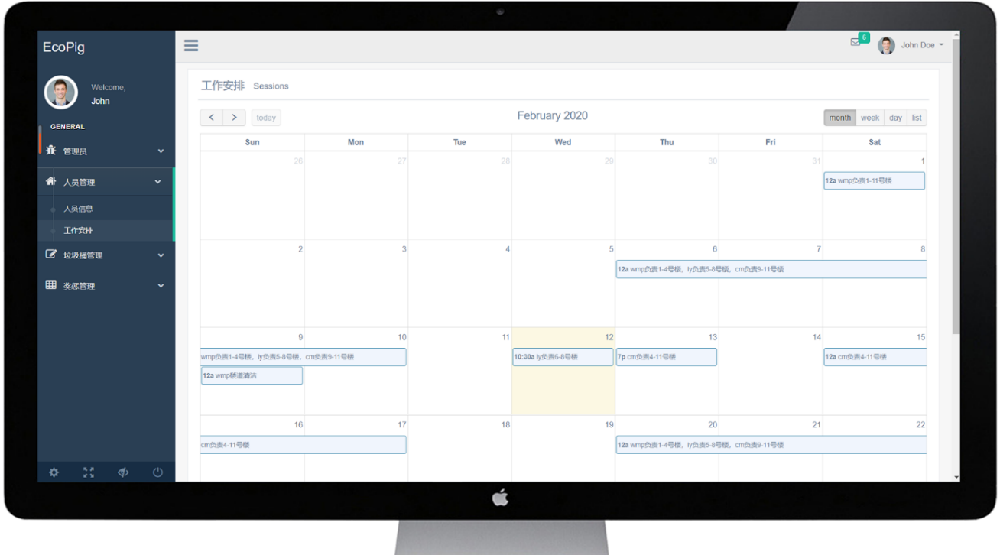 EcoPig
6
John Doe
Welcome,
John
GENERAL
管理员
人员管理
人员信息
工作安排
垃圾桶管理
奖惩管理
工作安排 Sessions
today
February 2020
month week day list
Sun Mon Tue Wed Thu Fri Sat
26 27 28 29 30 31 1
12a wmp负责1-11号楼
2 3 4 5 6 7 8
12a wmp负责1-4号楼，ly负责5-8号楼，cm负责9-11号楼
9 10 11 12 13 14 15
wmp负责1-4号楼，ly负责5-8号楼，cm负责9-11号楼
10:30a ly负责6-8号楼
7p cm负责4-11号楼
12a cm负责4-11号楼
12a wmp楼道清洁
16 17 18 19 20 21 22
cm负责4-11号楼
12a wmp负责1-4号楼，ly负责5-8号楼，cm负责9-11号楼